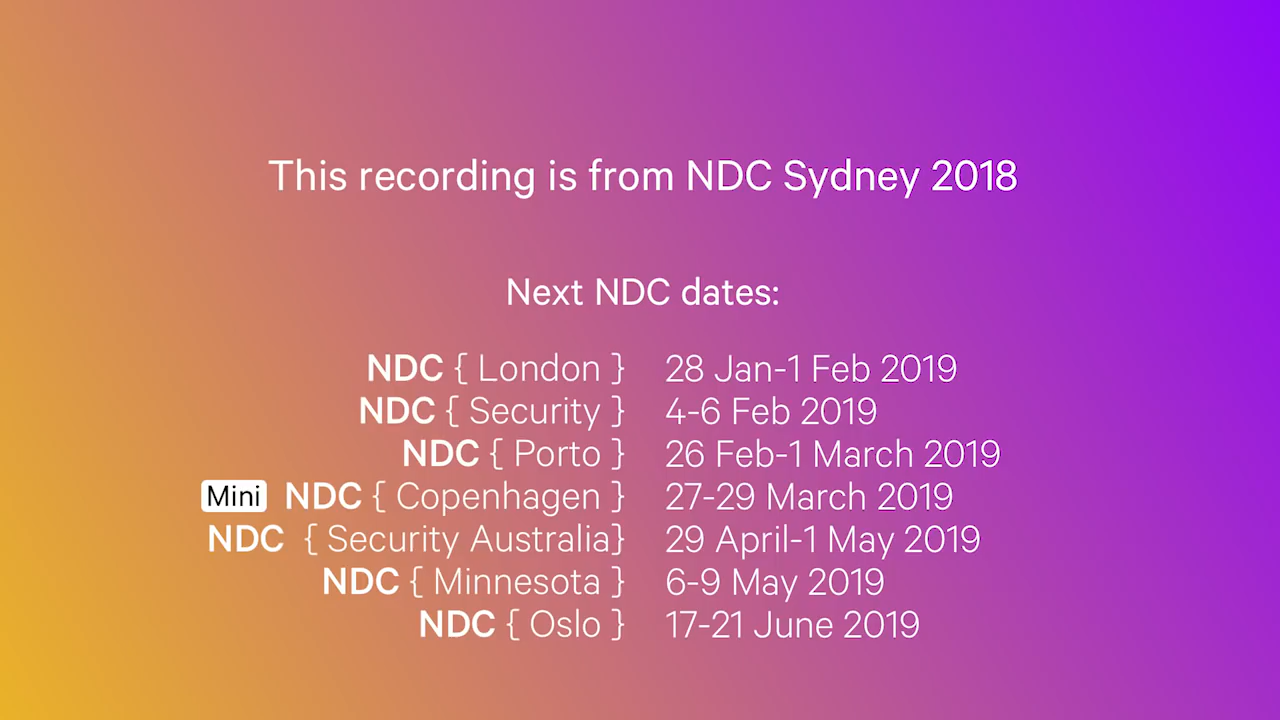 This recording is from NDC Sydney 2018
Next NDC dates:
NDC { London } 28 Jan-1 Feb 2019
NDC { Security } 4-6 Feb 2019
NDC { Porto } 26 Feb-1 March 2019
Mini NDC { Copenhagen } 27-29 March 2019
NDC { Security Australia} 29 April-1 May 2019
NDC { Minnesota } 6-9 May 2019
NDC { Oslo } 17-21 June 2019